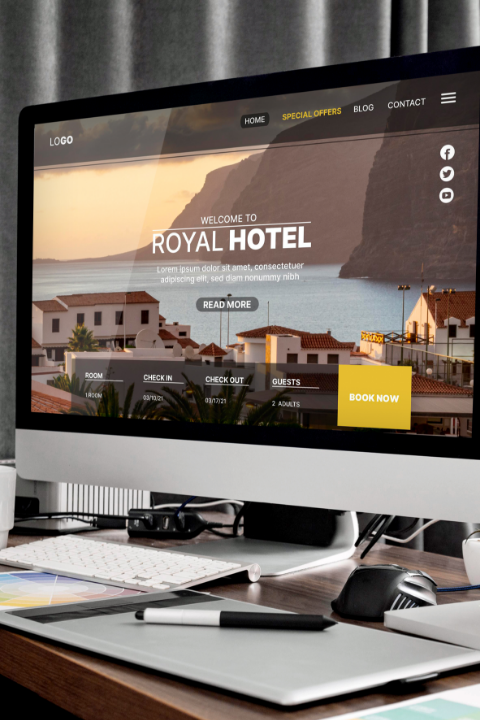 LOGO
HOME SPECIAL OFFERS BLOG CONTACT
WELCOME TO
ROYAL HOTEL
Lorem ipsum dolor sit amet, consectetuer
adipiscing elit, sed diam nonummy nibh
READ MORE
ROOM CHECK IN CHECK OUT GUESTS
1 ROOM 03/10/21 03/17/21 2 ADULTS
BOOK NOW